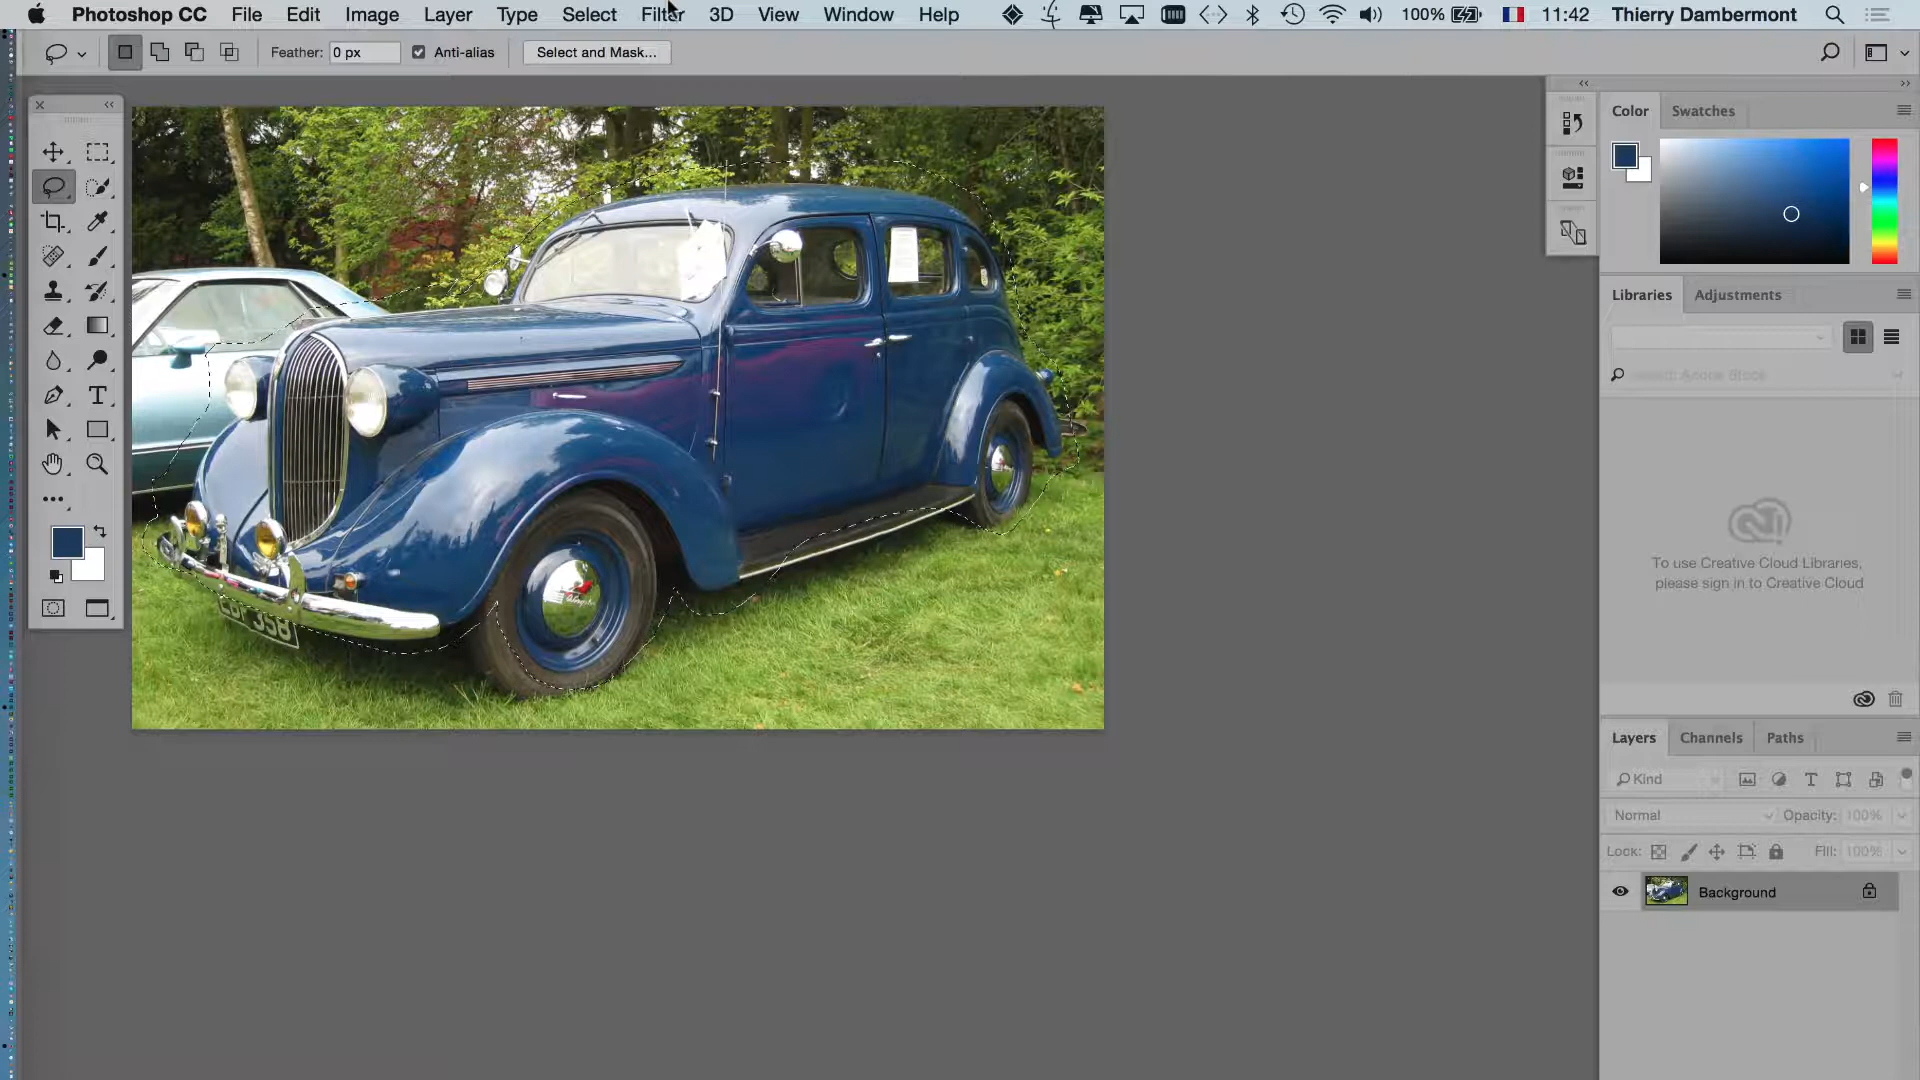 Photoshop CC File Edit Image Layer Type Select Filter 3D View Window Help 100% 11:42 Thierry Dambermont
Feather: 0 px Anti-alias Select and Mask...
Color Swatches
Libraries Adjustments
To use Creative Cloud Libraries,
please sign in to Creative Cloud
Layers Channels Paths
Kind
Normal Opacity: 100%
Lock: Fill: 100%
Background